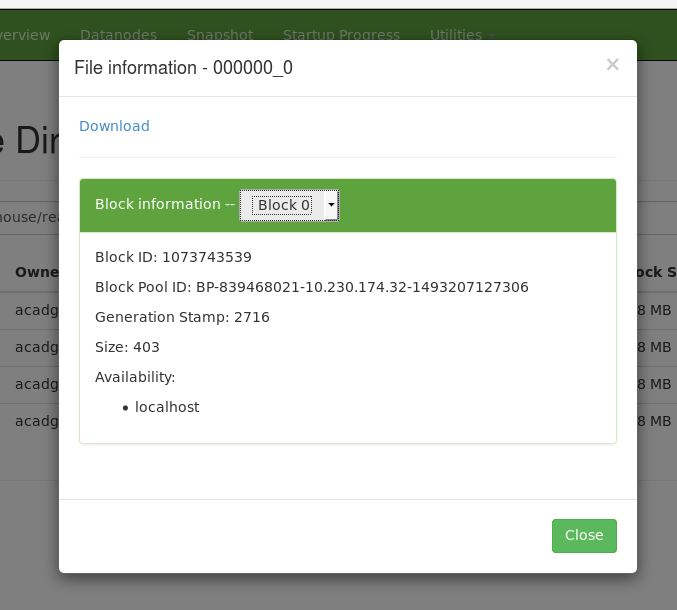 verview Datanodes Snapshot Startup Progress Utilities
File information - 000000_0 ×
e Dir
Download
Block information -- Block 0
house/rea
Block ID: 1073743539
Owne ock S
Block Pool ID: BP-839468021-10.230.174.32-1493207127306
acadg 8 MB
Generation Stamp: 2716
Size: 403
acadg 8 MB
Availability:
acadg 8 MB
• localhost
acadg 8 MB
Close